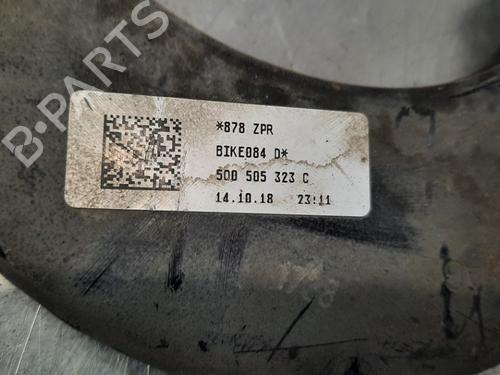 B-PARTS
*878 ZPR
BIKE084 D*
5Q0 505 323 C
14.10.18 23:11